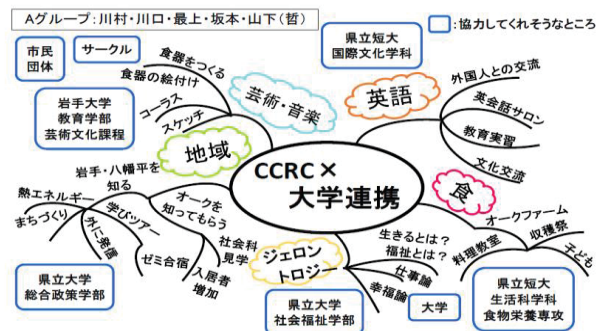 Aグループ：川村・川口・最上・坂本・山下（哲）
：協力してくれそうなところ
市民
団体
サークル
食器をつくる
食器の絵付け
コーラス
スケッチ
岩手大学
教育学部
芸術文化課程
芸術・音楽
県立短大
国際文化学科
英語
外国人との交流
英会話サロン
教育実習
文化交流
地域
岩手・八幡平を
知る
熱エネルギー
まちづくり
外に発信
学びツアー
ゼミ合宿
オークを
知ってもらう
社会科
見学
入居者
増加
県立大学
総合政策学部
CCRC×
大学連携
食
オークファーム
収穫祭
子ども
料理教室
県立短大
生活科学科
食物栄養専攻
ジェロン
トロジー
生きるとは？
福祉とは？
仕事論
幸福論
県立大学
社会福祉学部
大学